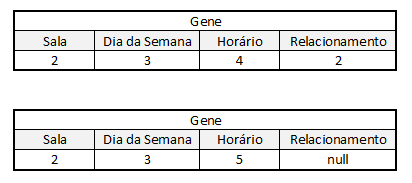 Gene
Sala Dia da Semana Horário Relacionamento
2 3 4 2
Gene
Sala Dia da Semana Horário Relacionamento
2 3 5 null